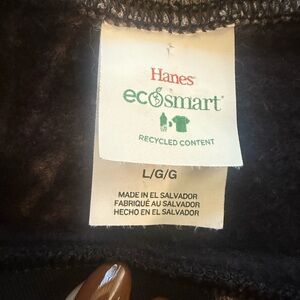 Hanes
ecosmart
RECYCLED CONTENT
L/G/G
MADE IN EL SALVADOR
FABRIQUÉ AU SALVADOR
HECHO EN EL SALVADOR